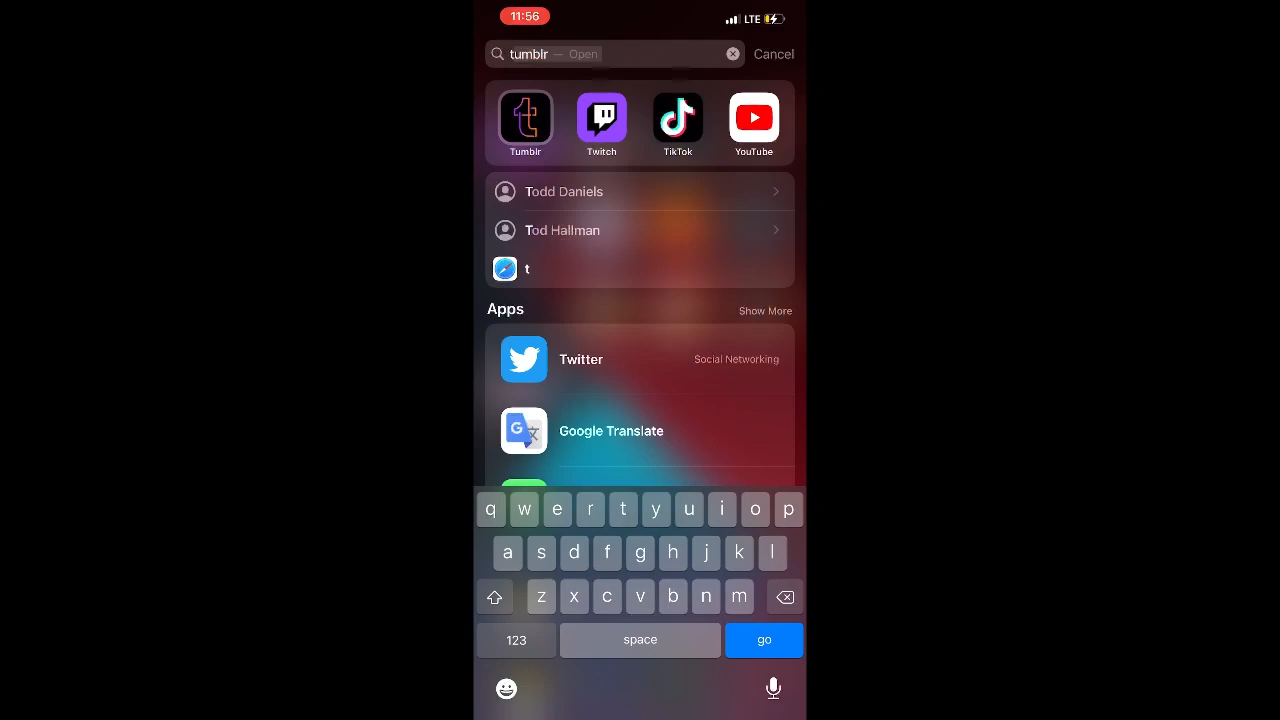 11:56
LTE
tumblr — Open
Cancel
Tumblr Twitch TikTok YouTube
Todd Daniels
Tod Hallman
t
Apps Show More
Twitter Social Networking
Google Translate
q w e r t y u i o p
a s d f g h j k l
z x c v b n m
123 space go